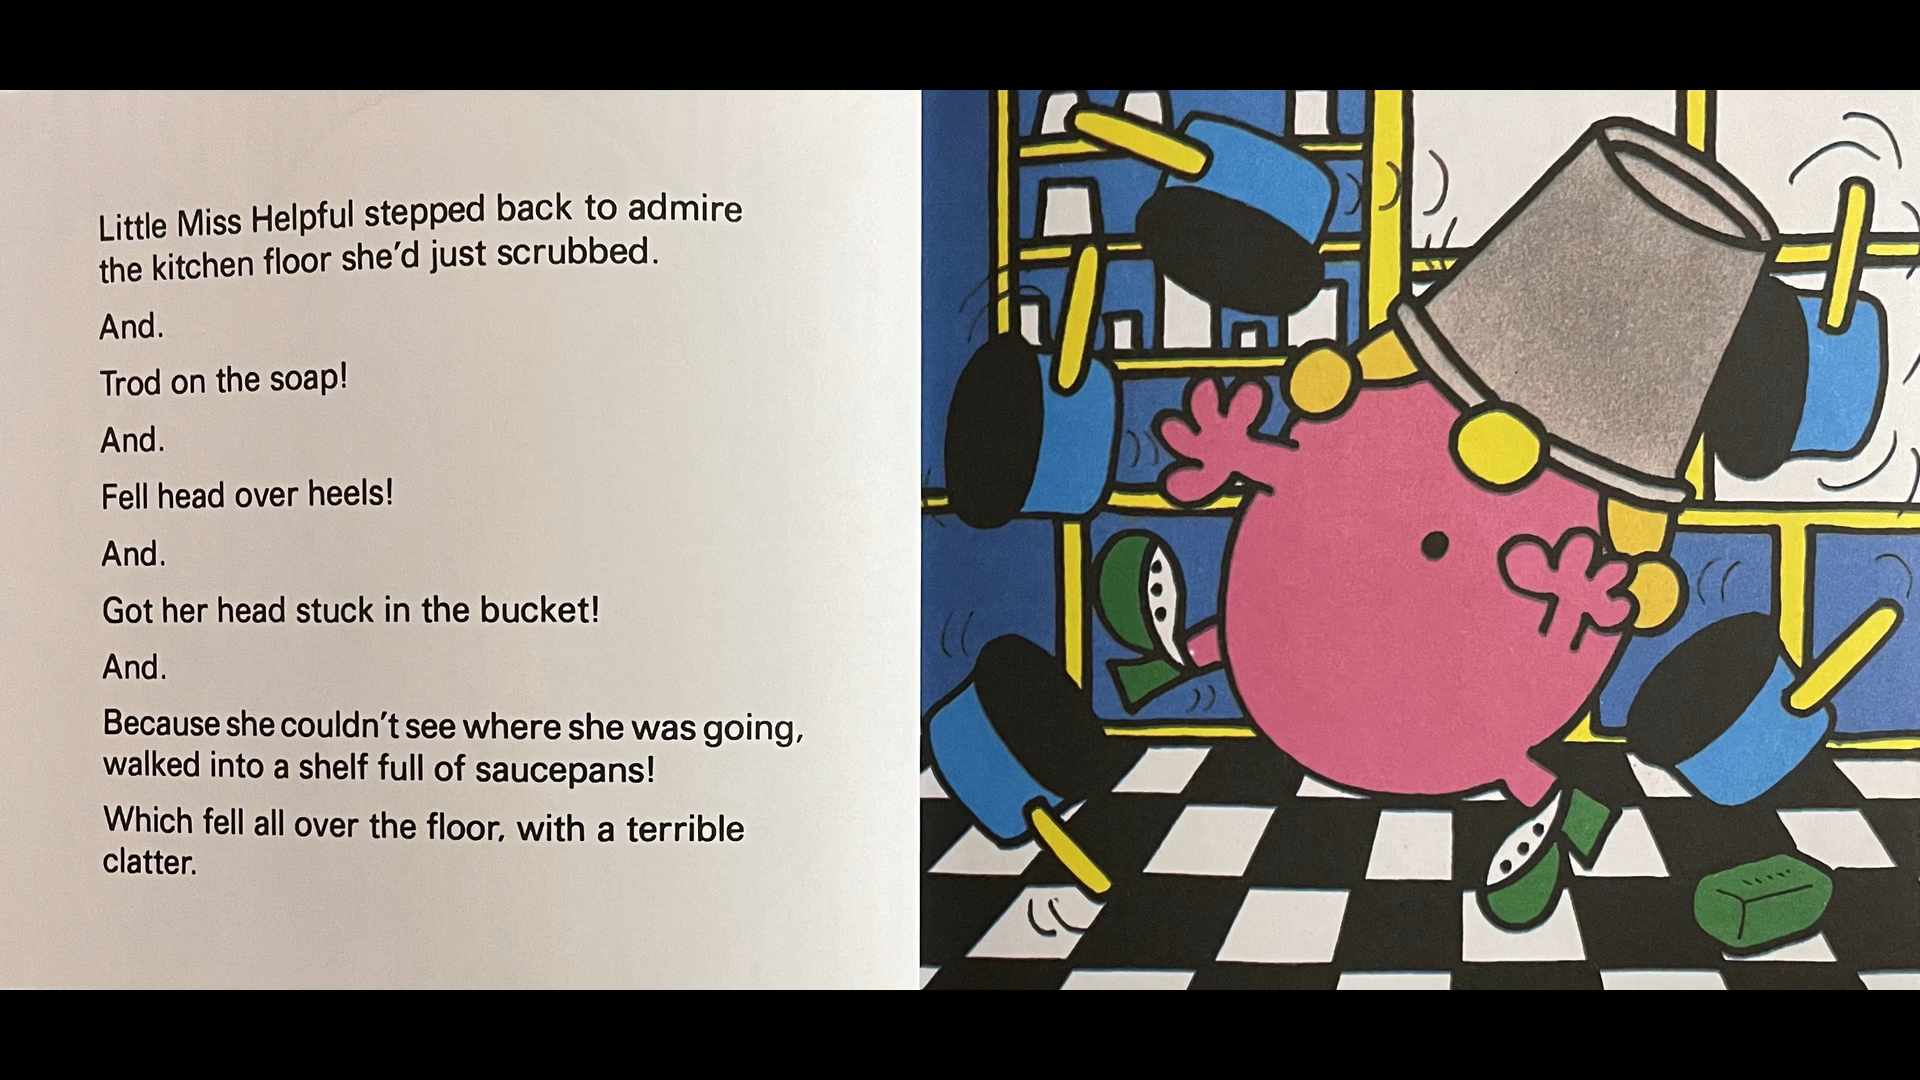 Little Miss Helpful stepped back to admire
the kitchen floor she'd just scrubbed.
And.
Trod on the soap!
And.
Fell head over heels!
And.
Got her head stuck in the bucket!
And.
Because she couldn't see where she was going,
walked into a shelf full of saucepans!
Which fell all over the floor, with a terrible
clatter.